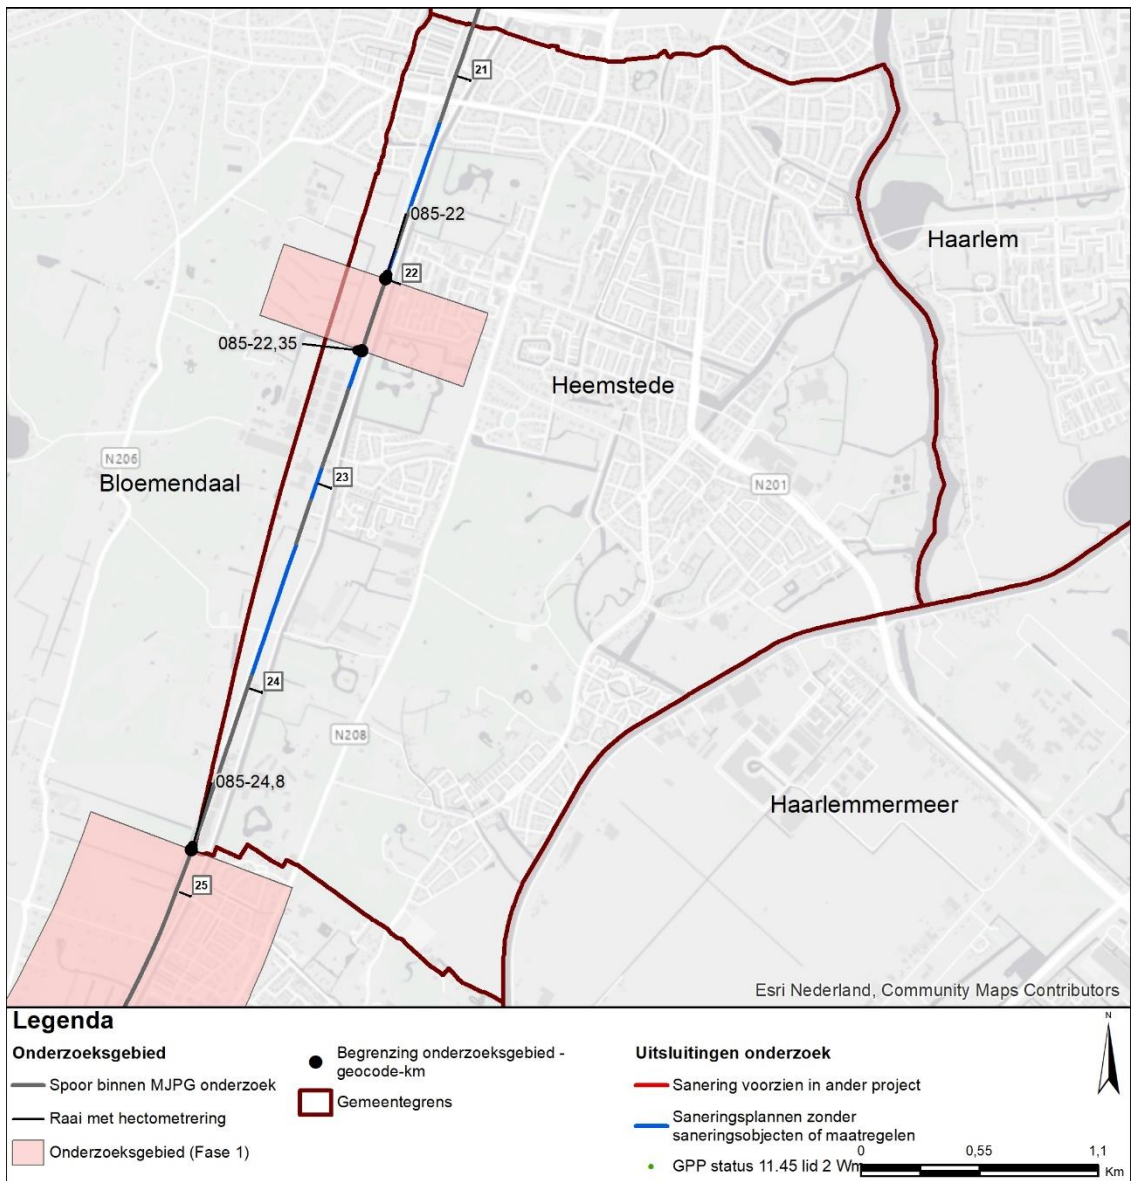 21
085-22
Haarlem
22
085-22,35
Heemstede
N206
Bloemendaal
23
N201
24
N208
085-24,8
Haarlemmermeer
25
Esri Nederland, Community Maps Contributors
Legenda
Onderzoeksgebied
Spoor binnen MJPG onderzoek
Raai met hectometrering
Onderzoeksgebied (Fase 1)
Begrenzing onderzoeksgebied -
geocode-km
Gemeentegrens
Uitsluitingen onderzoek
Sanering voorzien in ander project
Saneringsplannen zonder
saneringsobjecten of maatregelen
GPP status 11.45 lid 2 Wm
N
0 0,55 1,1
Km